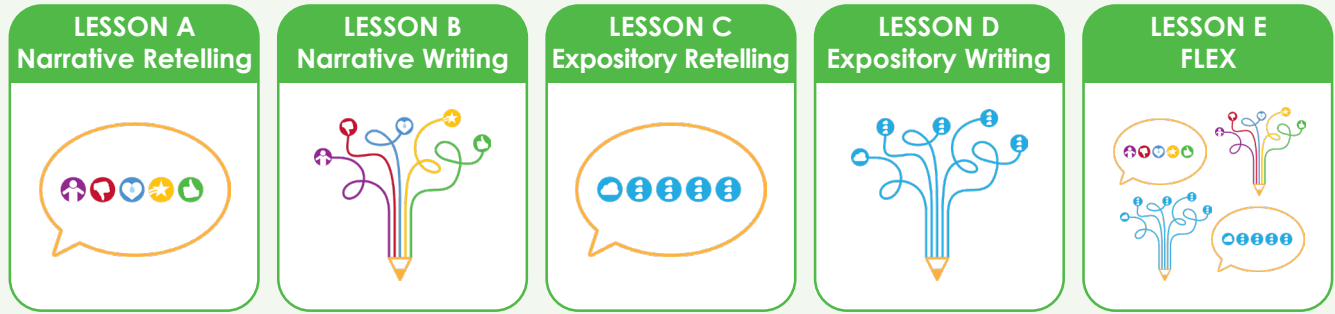 LESSON A
Narrative Retelling
LESSON B
Narrative Writing
LESSON C
Expository Retelling
LESSON D
Expository Writing
LESSON E
FLEX